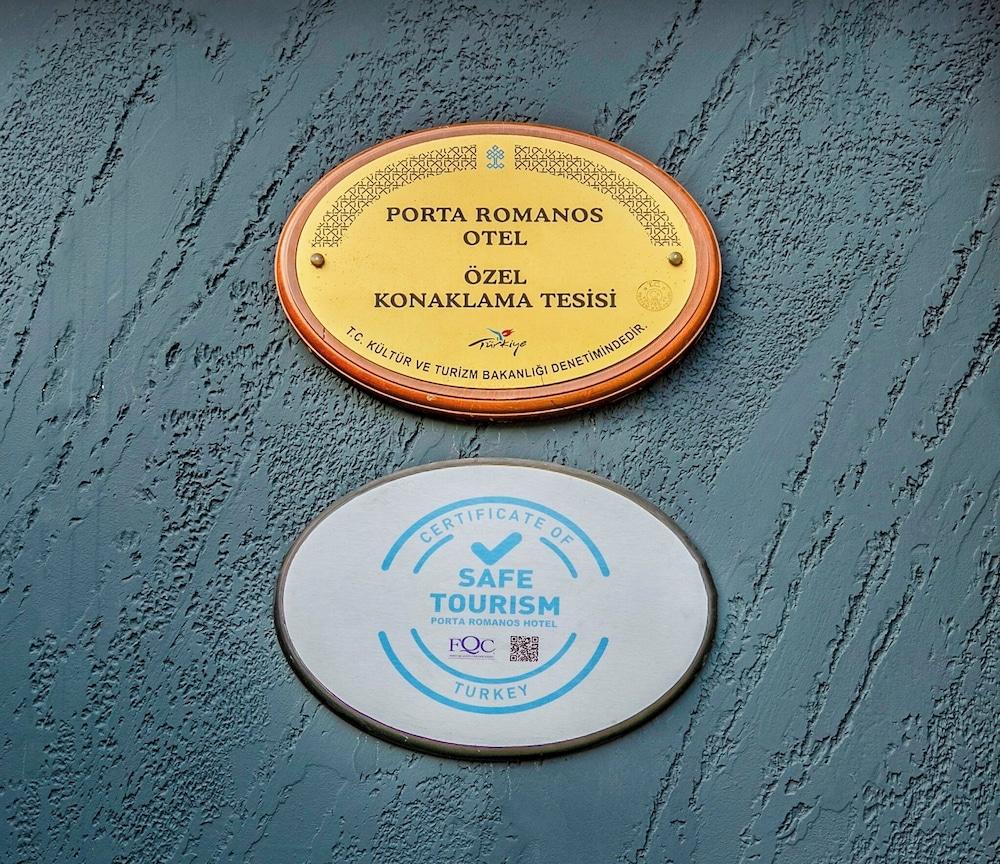 PORTA ROMANOS
OTEL
ÖZEL
KONAKLAMA TESİSİ
Türkiye
T.C. KÜLTÜR VE TURİZM BAKANLIĞI DENETİMİNDEDİR.
CERTIFICATE OF
SAFE
TOURISM
PORTA ROMANOS HOTEL
FQC
TURKEY